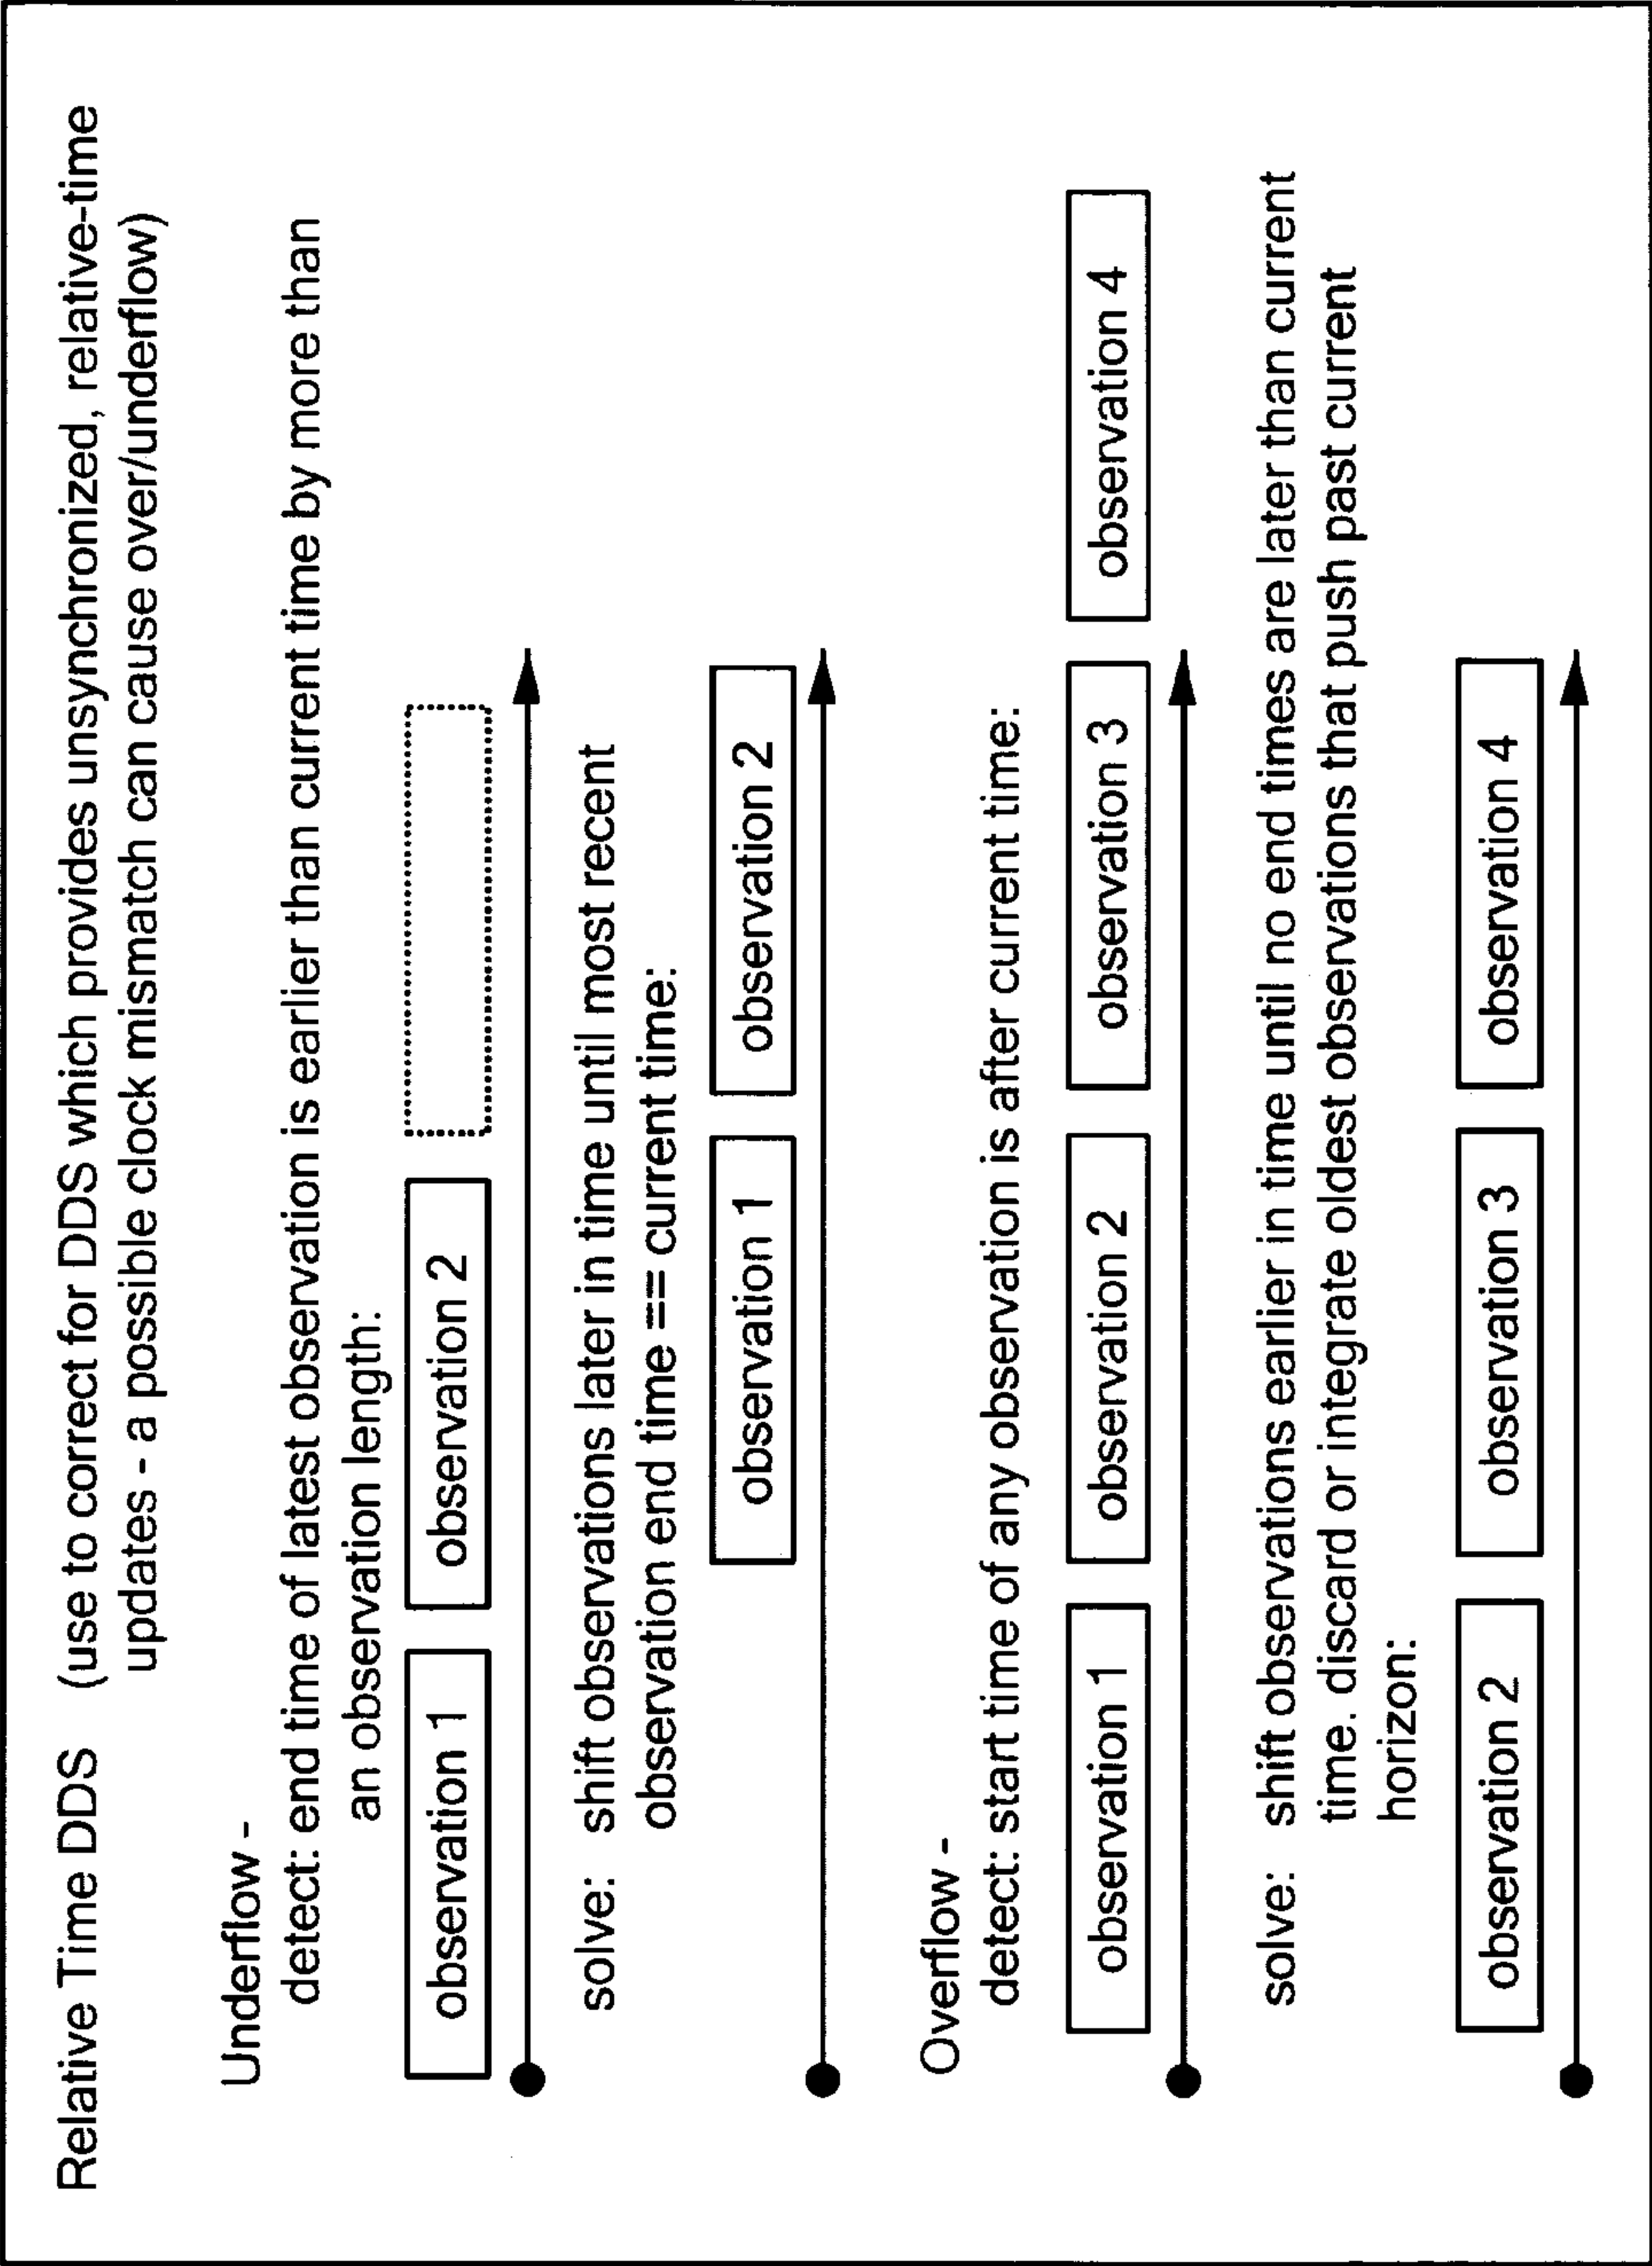 Relative Time DDS (use to correct for DDS which provides unsynchronized, relative-time
updates - a possible clock mismatch can cause over/underflow)
Underflow -
detect: end time of latest observation is earlier than current time by more than
an observation length:
observation 1
observation 2
solve: shift observations later in time until most recent
observation end time == current time:
observation 1
observation 2
Overflow -
detect: start time of any observation is after current time:
observation 1
observation 2
observation 3
observation 4
solve: shift observations earlier in time until no end times are later than current
time. discard or integrate oldest observations that push past current
horizon:
observation 2
observation 3
observation 4